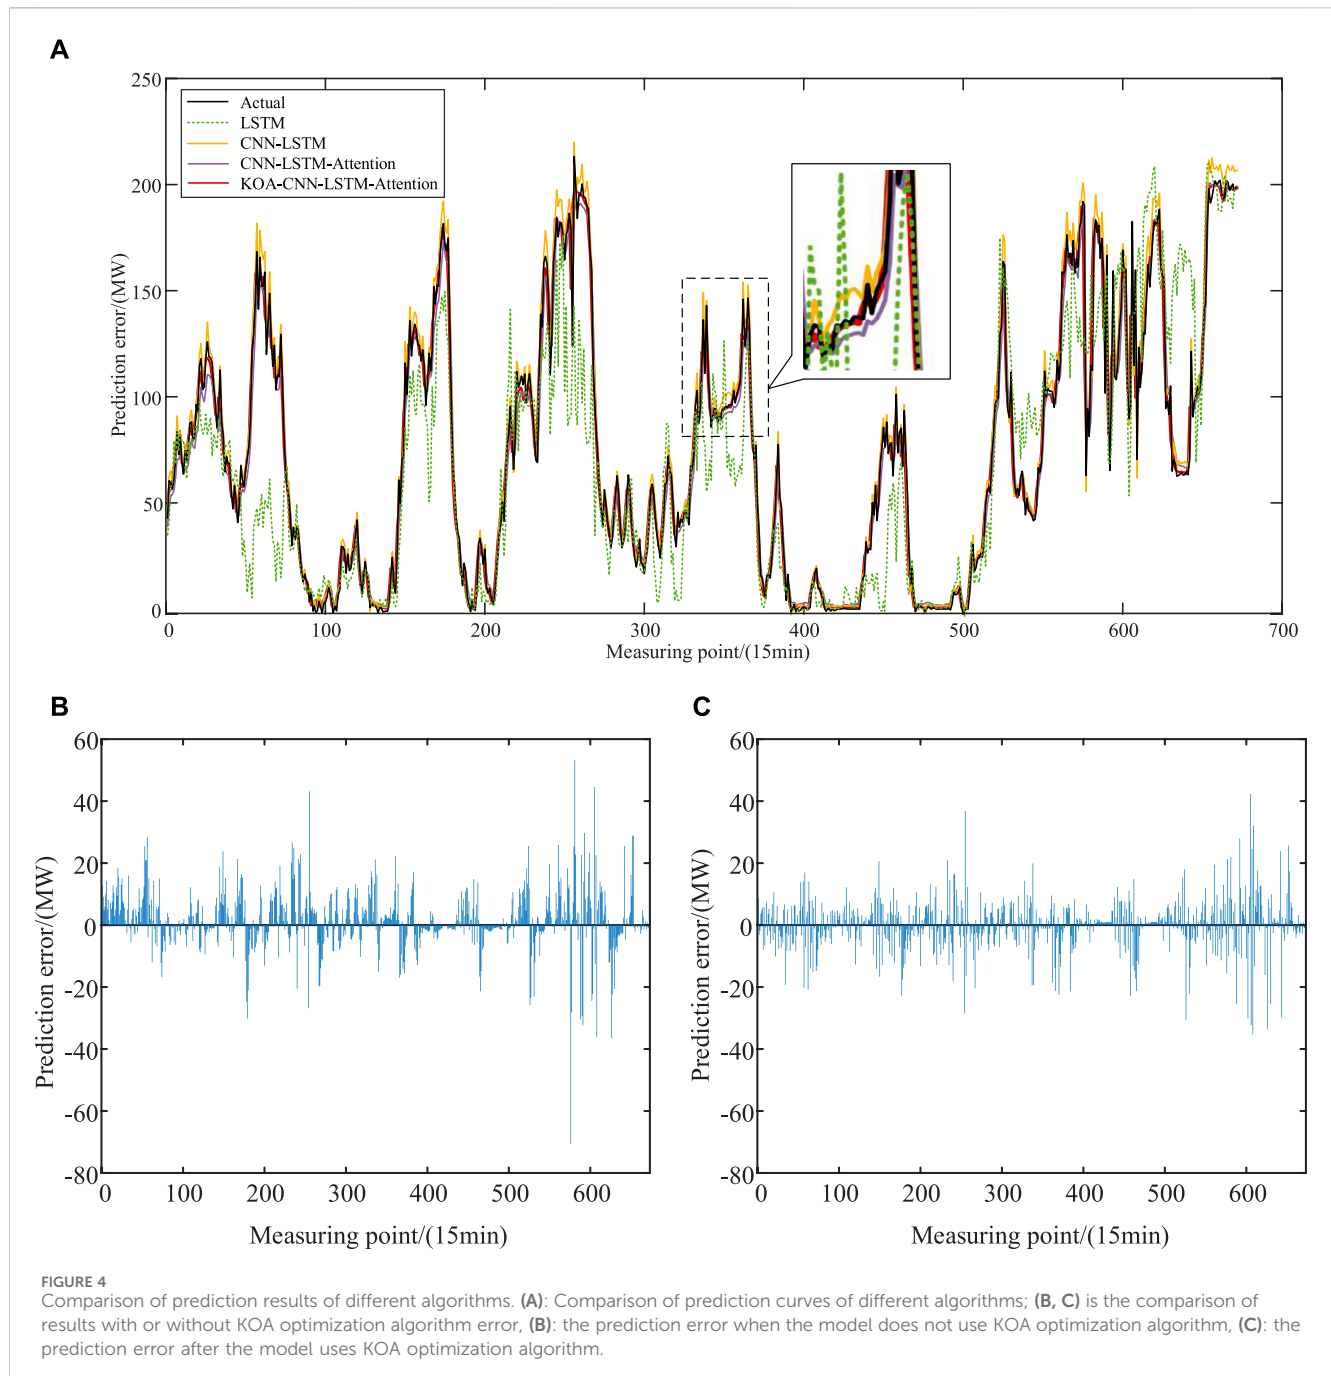 A
Prediction error/(MW)
250
200
150
100
50
0
Actual
LSTM
CNN-LSTM
CNN-LSTM-Attention
KOA-CNN-LSTM-Attention
0 100 200 300 400 500 600 700
Measuring point/(15min)
B
Prediction error/(MW)
60
40
20
0
-20
-40
-60
-80
0 100 200 300 400 500 600
Measuring point/(15min)
C
Prediction error/(MW)
60
40
20
0
-20
-40
-60
-80
0 100 200 300 400 500 600
Measuring point/(15min)
FIGURE 4
Comparison of prediction results of different algorithms. (A): Comparison of prediction curves of different algorithms; (B, C) is the comparison of
results with or without KOA optimization algorithm error, (B): the prediction error when the model does not use KOA optimization algorithm, (C): the
prediction error after the model uses KOA optimization algorithm.